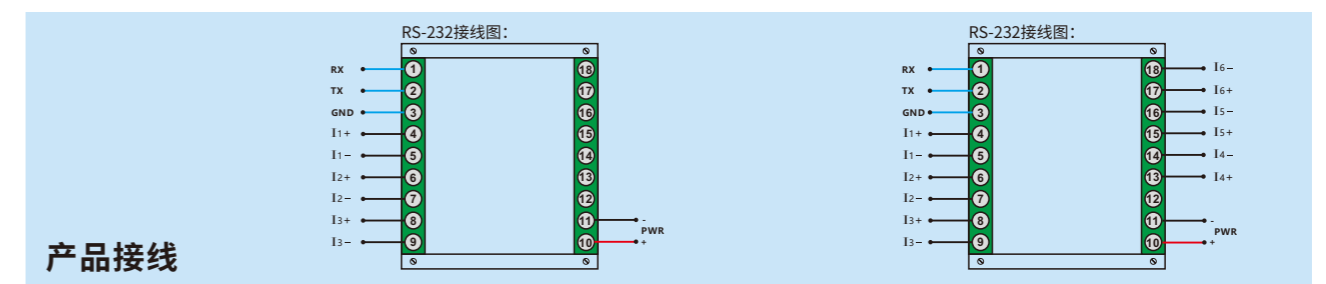 RS-232接线图：
RX 1 18
TX 2 17
GND 3 16
I1+ 4 15
I1− 5 14
I2+ 6 13
I2− 7 12
I3+ 8 11 -
PWR
I3− 9 10 +
RS-232接线图：
RX 1 18 I6−
TX 2 17 I6+
GND 3 16 I5−
I1+ 4 15 I5+
I1− 5 14 I4−
I2+ 6 13 I4+
I2− 7 12
I3+ 8 11 -
PWR
I3− 9 10 +
产品接线